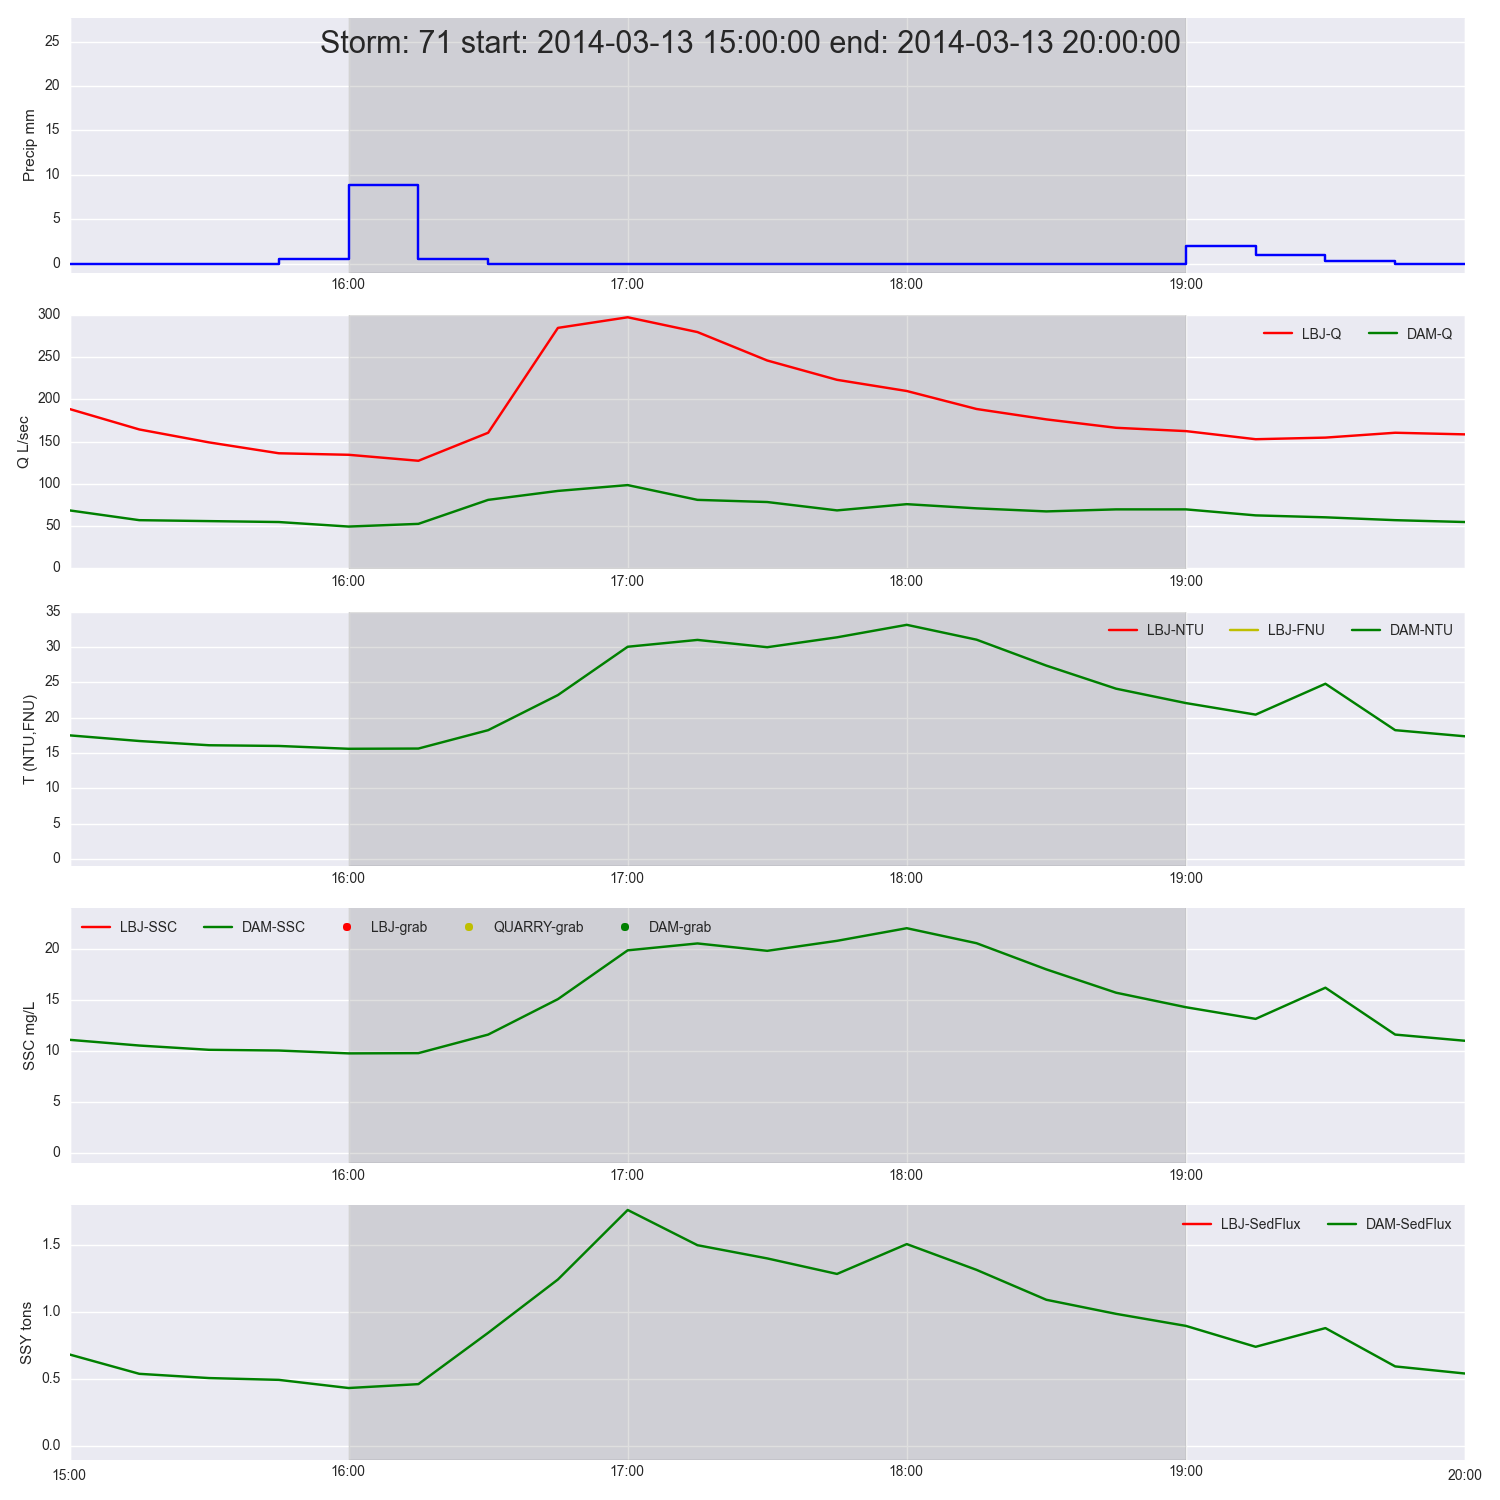 Storm: 71 start: 2014-03-13 15:00:00 end: 2014-03-13 20:00:00
Precip mm
25
20
15
10
5
0
16:00 17:00 18:00 19:00
LBJ-Q DAM-Q
Q L/sec
300
250
200
150
100
50
0
16:00 17:00 18:00 19:00
LBJ-NTU LBJ-FNU DAM-NTU
T (NTU,FNU)
35
30
25
20
15
10
5
0
16:00 17:00 18:00 19:00
LBJ-SSC DAM-SSC LBJ-grab QUARRY-grab DAM-grab
SSC mg/L
20
15
10
5
0
16:00 17:00 18:00 19:00
LBJ-SedFlux DAM-SedFlux
SSY tons
1.5
1.0
0.5
0.0
15:00 16:00 17:00 18:00 19:00 20:00